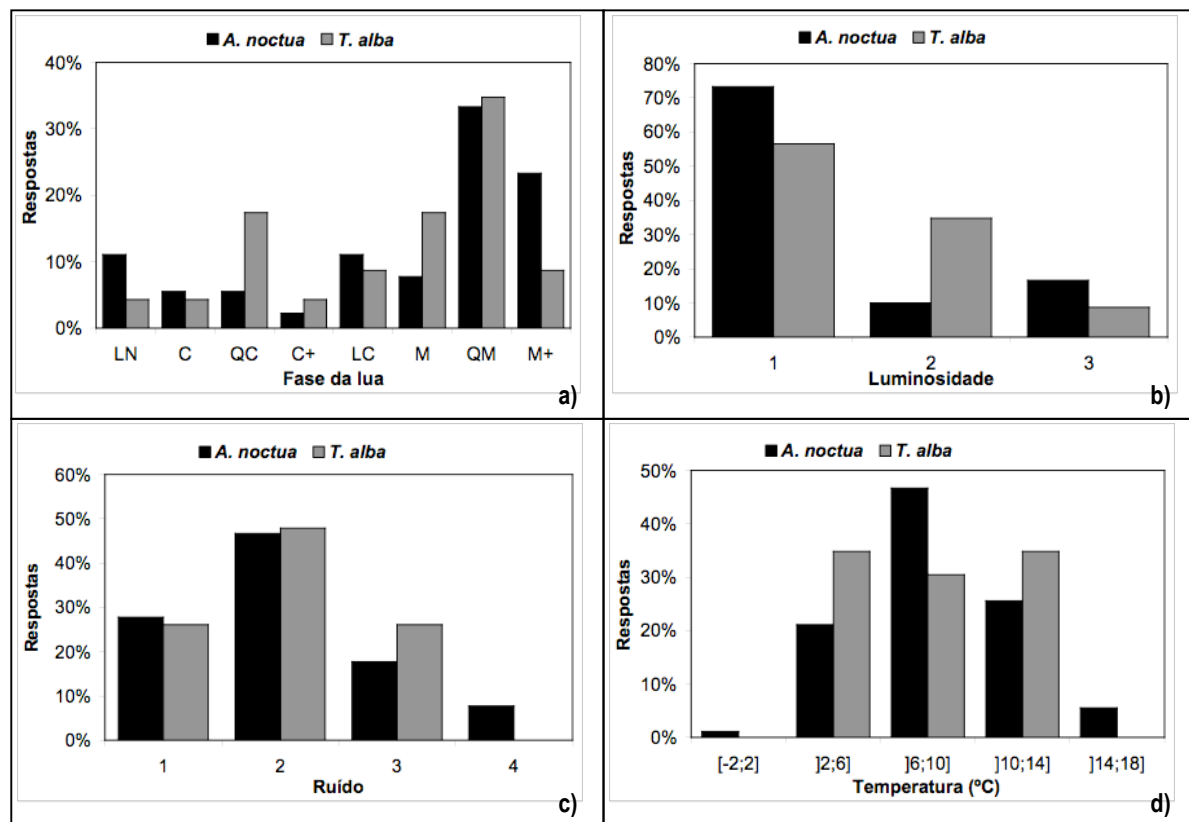 A. noctua T. alba
40%
30%
20%
10%
0%
Respostas
LN C QC C+ LC M QM M+
Fase da lua
a)
A. noctua T. alba
80%
70%
60%
50%
40%
30%
20%
10%
0%
Respostas
1 2 3
Luminosidade
b)
A. noctua T. alba
60%
50%
40%
30%
20%
10%
0%
Respostas
1 2 3 4
Ruído
c)
A. noctua T. alba
50%
40%
30%
20%
10%
0%
Respostas
[-2;2] ]2;6] ]6;10] ]10;14] ]14;18]
Temperatura (ºC)
d)